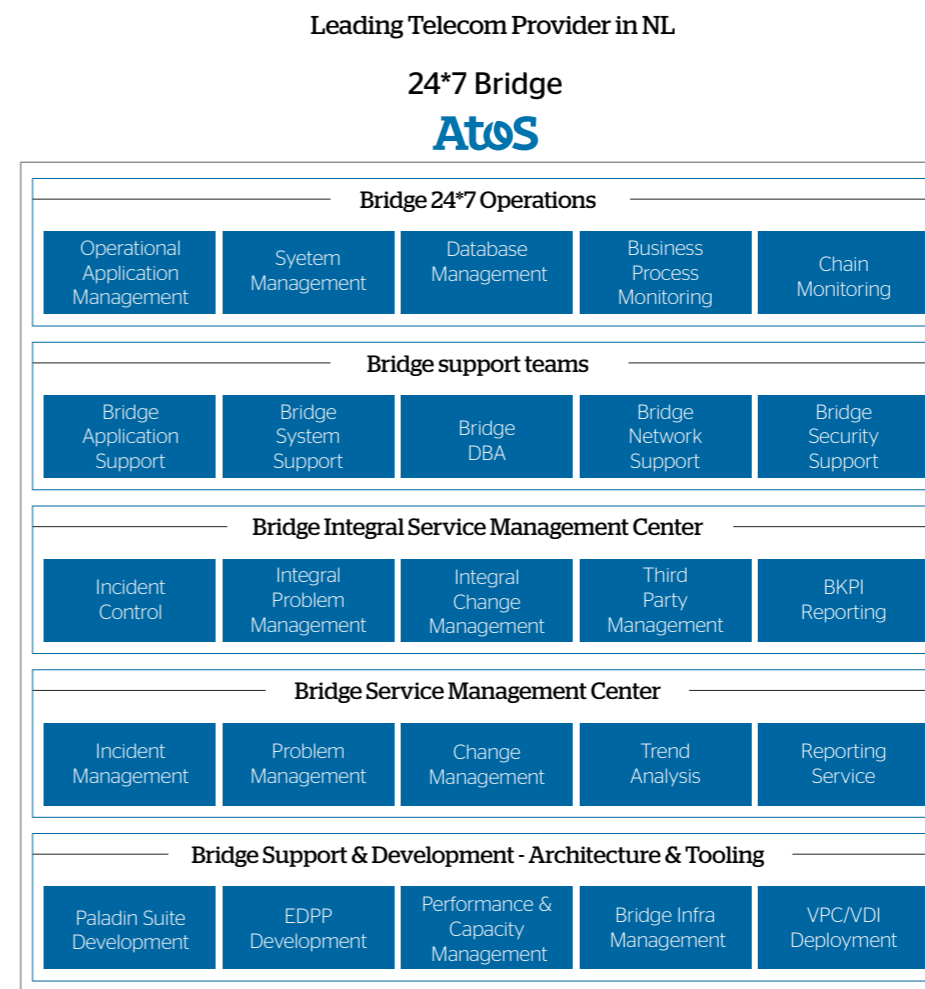 Leading Telecom Provider in NL
24*7 Bridge
Atos
Bridge 24*7 Operations
Operational
Application
Management
Syetem
Management
Database
Management
Business
Process
Monitoring
Chain
Monitoring
Bridge support teams
Bridge
Application
Support
Bridge
System
Support
Bridge
DBA
Bridge
Network
Support
Bridge
Security
Support
Bridge Integral Service Management Center
Incident
Control
Integral
Problem
Management
Integral
Change
Management
Third
Party
Management
BKPI
Reporting
Bridge Service Management Center
Incident
Management
Problem
Management
Change
Management
Trend
Analysis
Reporting
Service
Bridge Support & Development - Architecture & Tooling
Paladin Suite
Development
EDPP
Development
Performance &
Capacity
Management
Bridge Infra
Management
VPC/VDI
Deployment